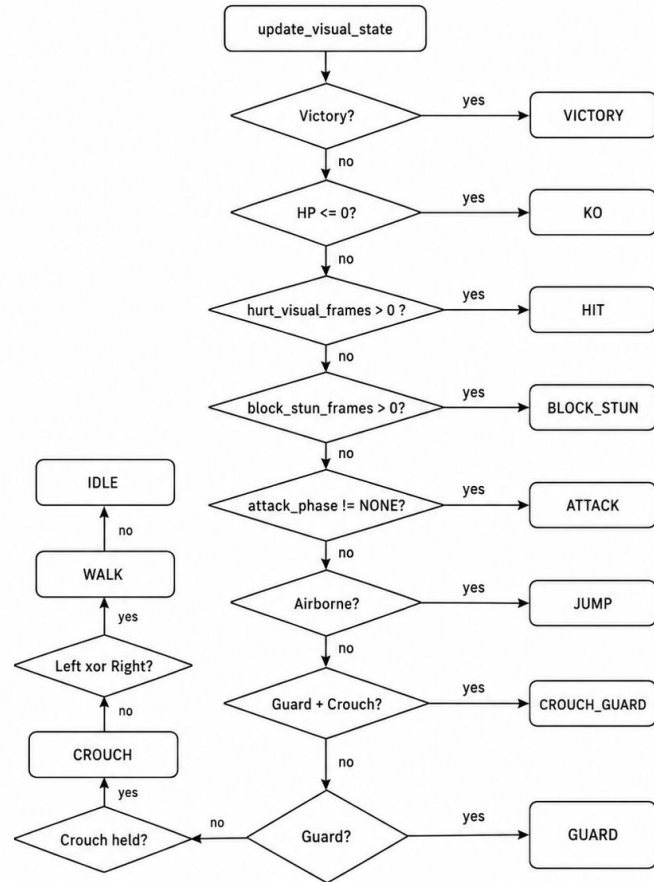 update_visual_state
Victory?
yes
VICTORY
no
HP <= 0?
yes
KO
no
hurt_visual_frames > 0 ?
yes
HIT
no
block_stun_frames > 0?
yes
BLOCK_STUN
no
attack_phase != NONE?
yes
ATTACK
no
Airborne?
yes
JUMP
no
Guard + Crouch?
yes
CROUCH_GUARD
no
Guard?
yes
GUARD
no
Crouch held?
yes
CROUCH
no
Left xor Right?
yes
WALK
no
IDLE